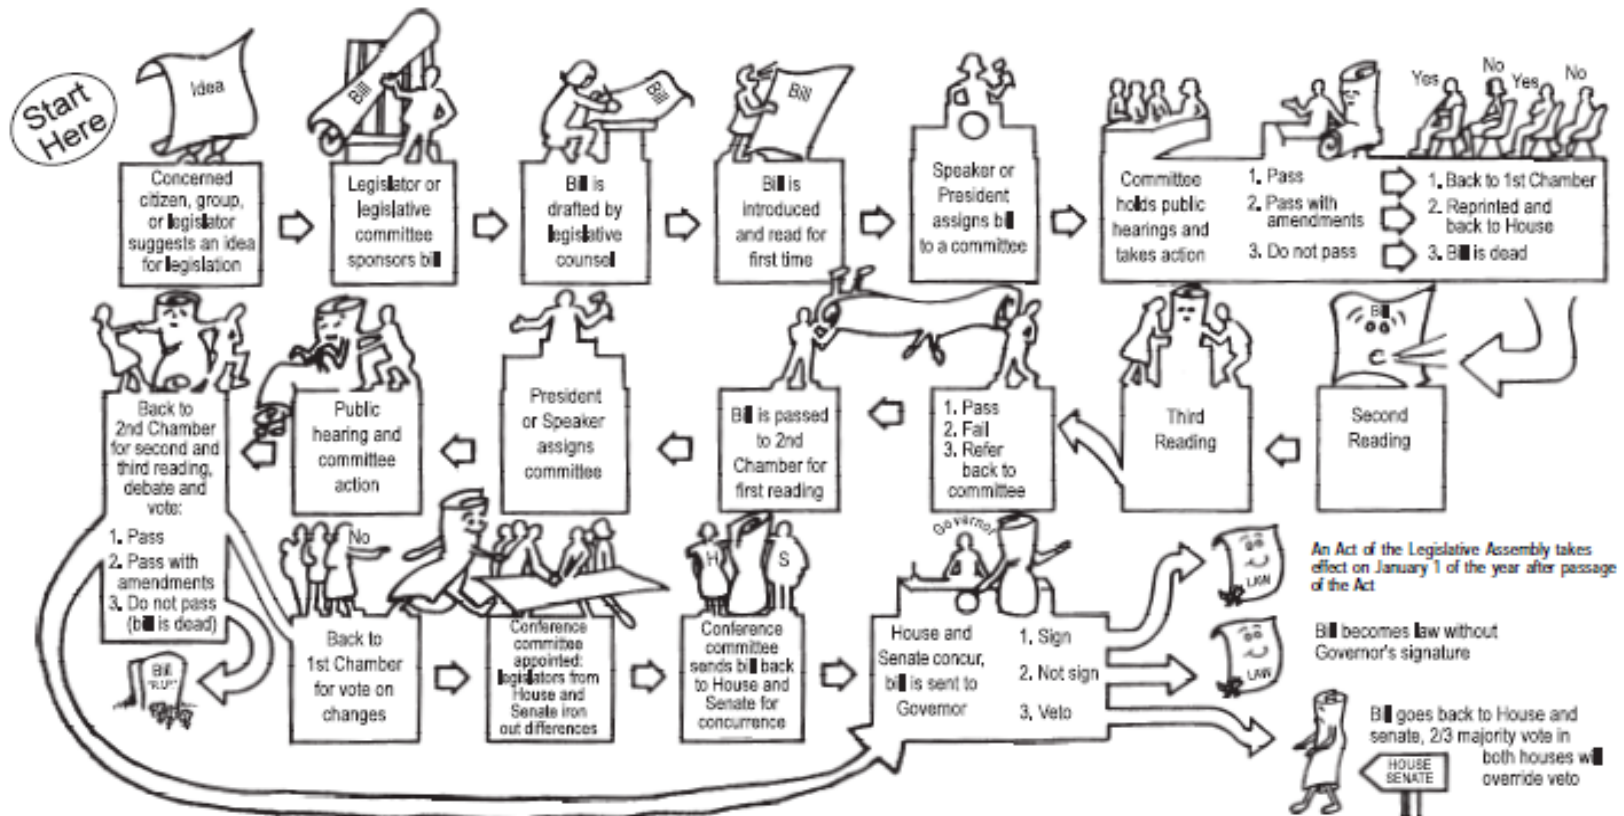 Start
Here
Idea
Concerned
citizen, group,
or legislator
suggests an idea
for legislation
Bill
Legislator or
legislative
committee
sponsors bill
Bill
Bill is
drafted by
legislative
counsel
Bill
Bill is
introduced
and read for
first time
Speaker or
President
assigns bill
to a committee
Committee
holds public
hearings and
takes action
1. Pass
2. Pass with
amendments
3. Do not pass
Yes
No
Yes
No
1. Back to 1st Chamber
2. Reprinted and
back to House
3. Bill is dead
Bill
Second
Reading
Third
Reading
1. Pass
2. Fail
3. Refer
back to
committee
Bill is passed
to 2nd
Chamber for
first reading
President
or Speaker
assigns
committee
Public
hearing and
committee
action
Back to
2nd Chamber
for second and
third reading,
debate and
vote:
1. Pass
2. Pass with
amendments
3. Do not pass
(bill is dead)
Bill
"R.I.P."
No
Back to
1st Chamber
for vote on
changes
Conference
committee
appointed:
legislators from
House and
Senate iron
out differences
H
S
Conference
committee
sends bill back
to House and
Senate for
concurrence
Governor
House and
Senate concur,
bill is sent to
Governor
1. Sign
2. Not sign
3. Veto
LAW
An Act of the Legislative Assembly takes
effect on January 1 of the year after passage
of the Act
LAW
Bill becomes law without
Governor's signature
Bill goes back to House and
senate, 2/3 majority vote in
both houses will
override veto
HOUSE
SENATE